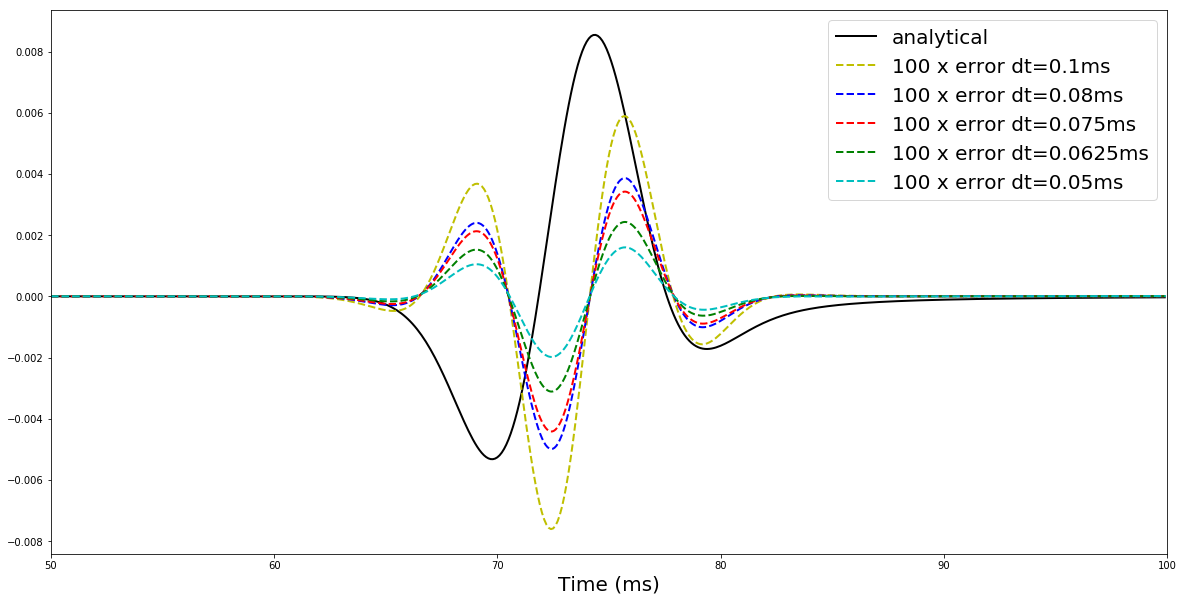 analytical
100 x error dt=0.1ms
100 x error dt=0.08ms
100 x error dt=0.075ms
100 x error dt=0.0625ms
100 x error dt=0.05ms
0.008
0.006
0.004
0.002
0.000
−0.002
−0.004
−0.006
−0.008
50 60 70 80 90 100
Time (ms)